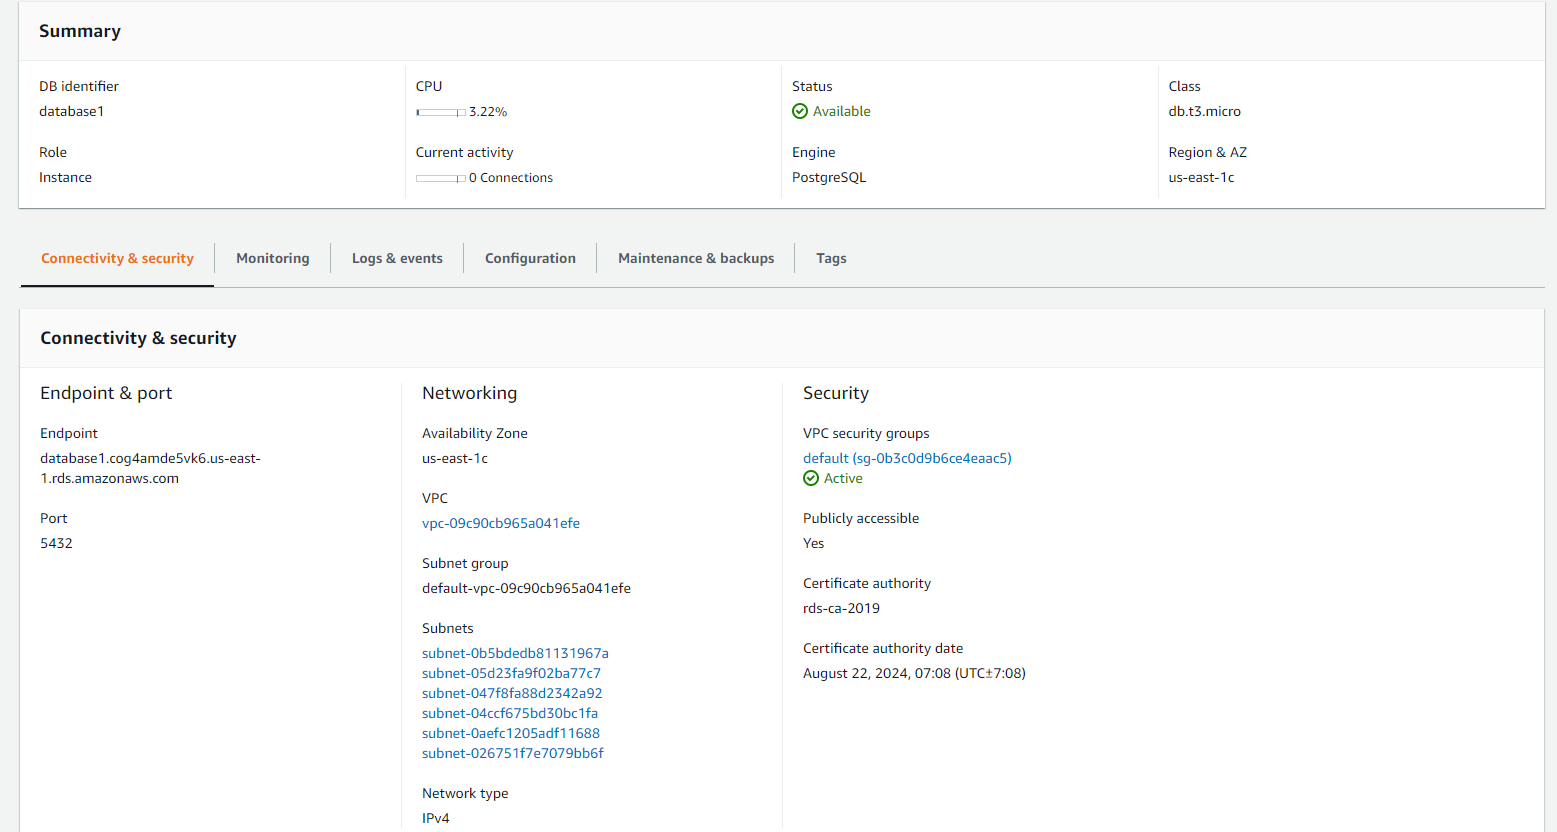 Summary
DB identifier
database1
CPU
3.22%
Status
Available
Class
db.t3.micro
Role
Instance
Current activity
0 Connections
Engine
PostgreSQL
Region & AZ
us-east-1c
Connectivity & security
Monitoring
Logs & events
Configuration
Maintenance & backups
Tags
Connectivity & security
Endpoint & port
Endpoint
database1.cog4amde5vk6.us-east-
1.rds.amazonaws.com
Port
5432
Networking
Availability Zone
us-east-1c
VPC
vpc-09c90cb965a041efe
Subnet group
default-vpc-09c90cb965a041efe
Subnets
subnet-0b5bdedb81131967a
subnet-05d23fa9f02ba77c7
subnet-047f8fa88d2342a92
subnet-04ccf675bd30bc1fa
subnet-0aefc1205adf11688
subnet-026751f7e7079bb6f
Network type
IPv4
Security
VPC security groups
default (sg-0b3c0d9b6ce4eaac5)
Active
Publicly accessible
Yes
Certificate authority
rds-ca-2019
Certificate authority date
August 22, 2024, 07:08 (UTC±7:08)